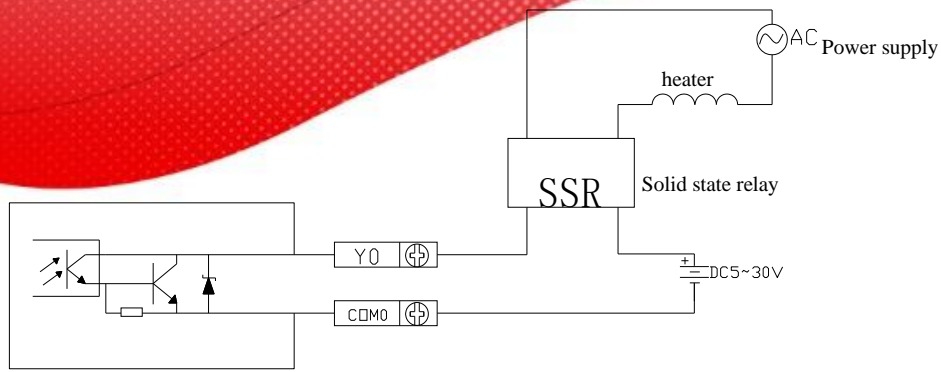 AC Power supply
heater
SSR
Solid state relay
Y0
+
DC5~30V
COM0